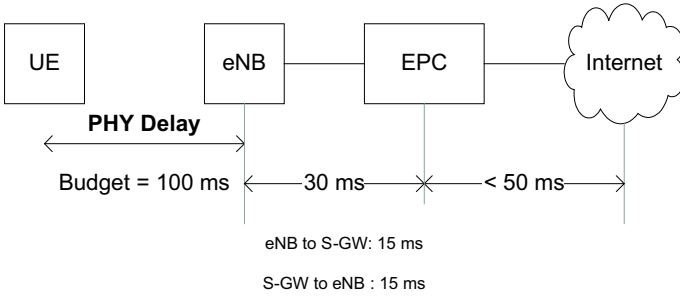 UE
eNB
EPC
Internet
PHY Delay
Budget = 100 ms
30 ms
< 50 ms
eNB to S-GW: 15 ms
S-GW to eNB : 15 ms